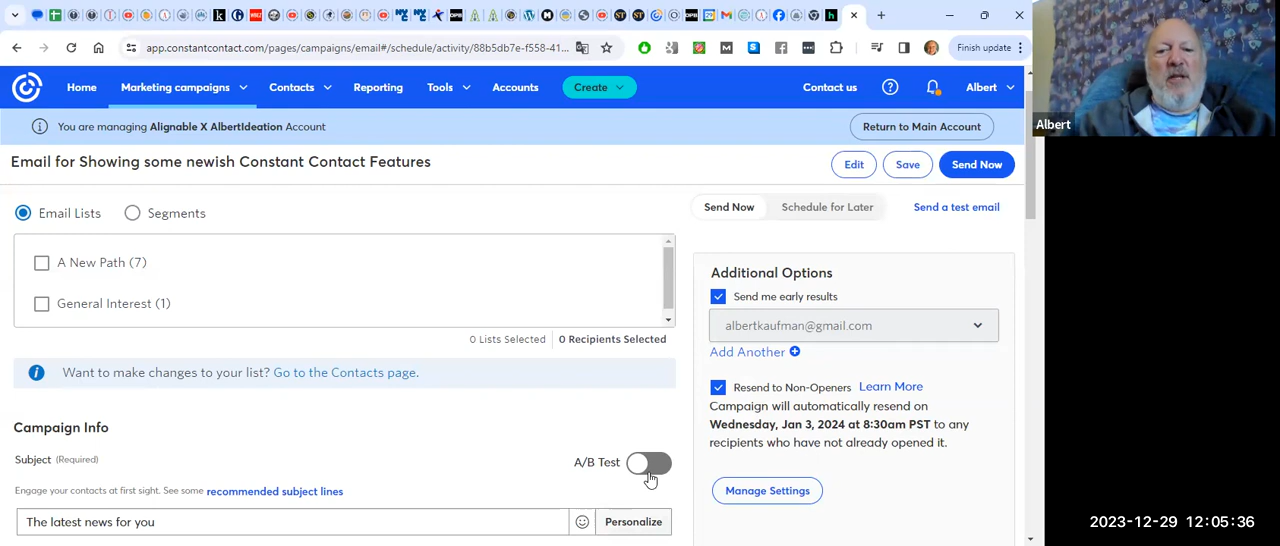 app.constantcontact.com/pages/campaigns/email#/schedule/activity/88b5db7e-f558-41...
Finish update
Home
Marketing campaigns
Contacts
Reporting
Tools
Accounts
Create
Contact us
Albert
You are managing Alignable X AlbertIdeation Account
Return to Main Account
Albert
Email for Showing some newish Constant Contact Features
Edit
Save
Send Now
Email Lists
Segments
A New Path (7)
General Interest (1)
0 Lists Selected
0 Recipients Selected
Want to make changes to your list? Go to the Contacts page.
Campaign Info
Subject (Required)
A/B Test
Engage your contacts at first sight. See some recommended subject lines
The latest news for you
Personalize
Send Now
Schedule for Later
Send a test email
Additional Options
Send me early results
albertkaufman@gmail.com
Add Another
Resend to Non-Openers Learn More
Campaign will automatically resend on
Wednesday, Jan 3, 2024 at 8:30am PST to any
recipients who have not already opened it.
Manage Settings
2023-12-29 12:05:36